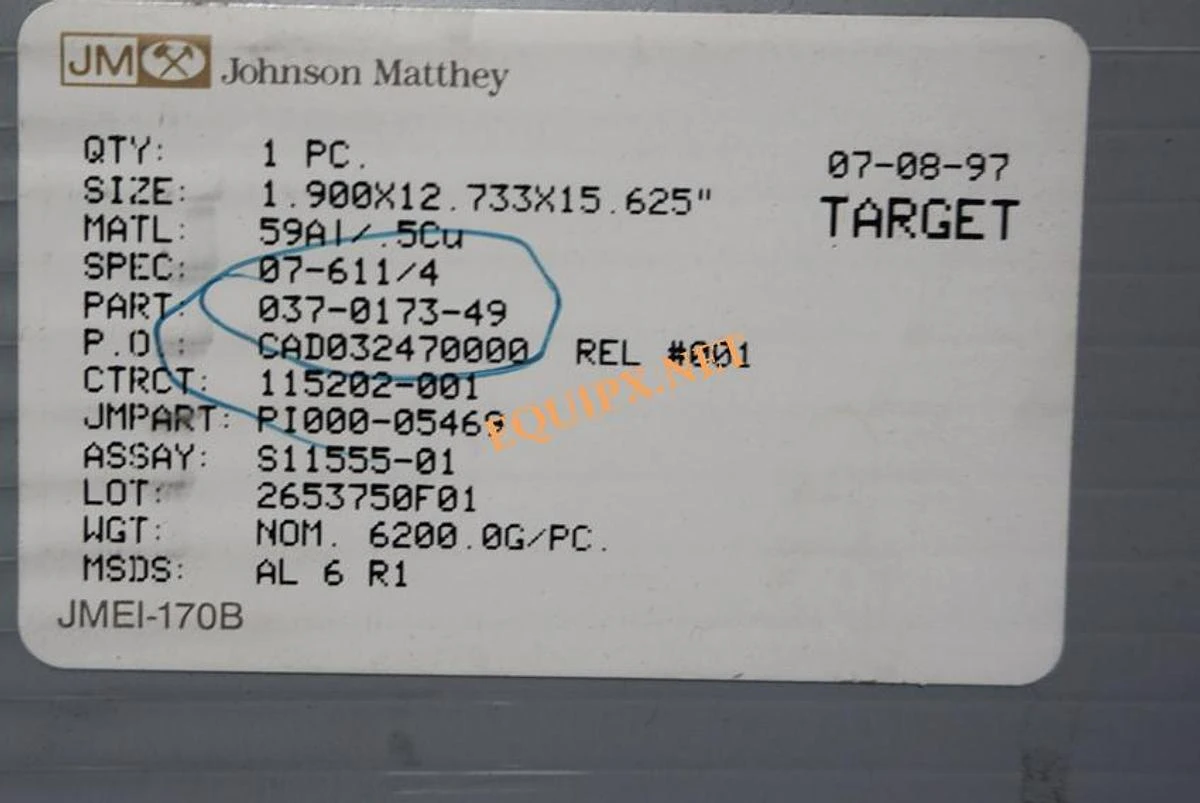 JM Johnson Matthey
07-08-97
TARGET
QTY: 1 PC.
SIZE: 1.900X12.733X15.625"
MATL: 59Al/.5Cu
SPEC: 07-611/4
PART: 037-0173-49
P.O.: CAD032470000 REL #001
CTRCT: 115202-001
JMPART: PI000-05469
ASSAY: S11555-01
LOT: 2653750F01
WGT: NOM. 6200.0G/PC.
MSDS: AL 6 R1
JMEI-170B
EQUIPX.NET